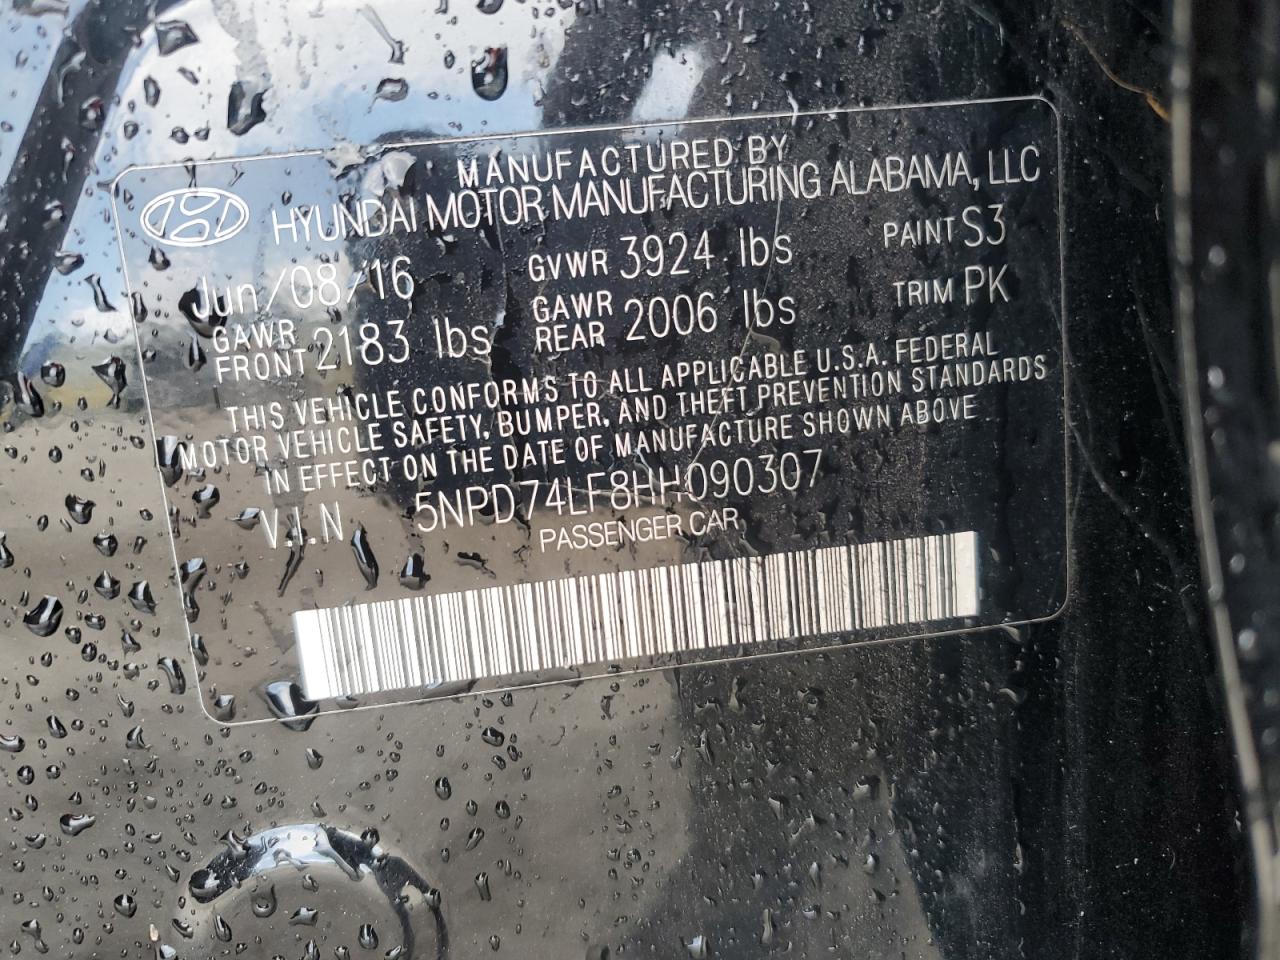 MANUFACTURED BY
HYUNDAI MOTOR MANUFACTURING ALABAMA, LLC
Jun/08/16 GVWR 3924 lbs PAINT S3
GAWR FRONT 2183 lbs GAWR REAR 2006 lbs TRIM PK
THIS VEHICLE CONFORMS TO ALL APPLICABLE U.S.A. FEDERAL
MOTOR VEHICLE SAFETY, BUMPER, AND THEFT PREVENTION STANDARDS
IN EFFECT ON THE DATE OF MANUFACTURE SHOWN ABOVE
V.I.N 5NPD74LF8HH090307
PASSENGER CAR